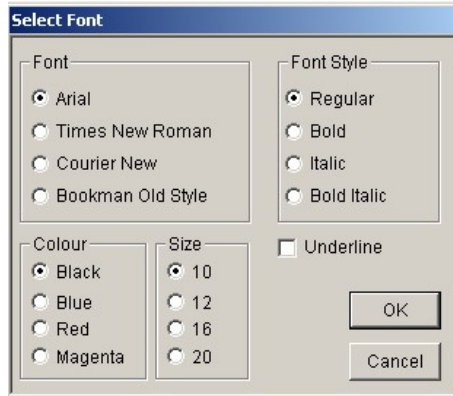 Select Font
Font
Arial
Times New Roman
Courier New
Bookman Old Style
Font Style
Regular
Bold
Italic
Bold Italic
Colour
Black
Blue
Red
Magenta
Size
10
12
16
20
Underline
OK
Cancel